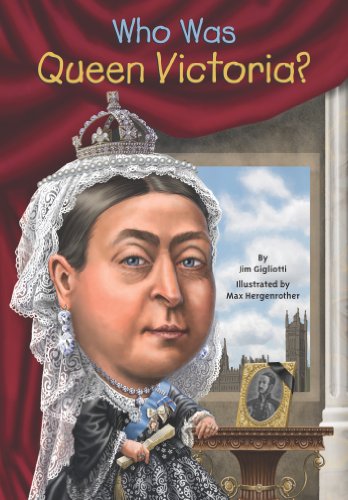 Who Was
Queen Victoria?
By
Jim Gigliotti
Illustrated by
Max Hergenrother